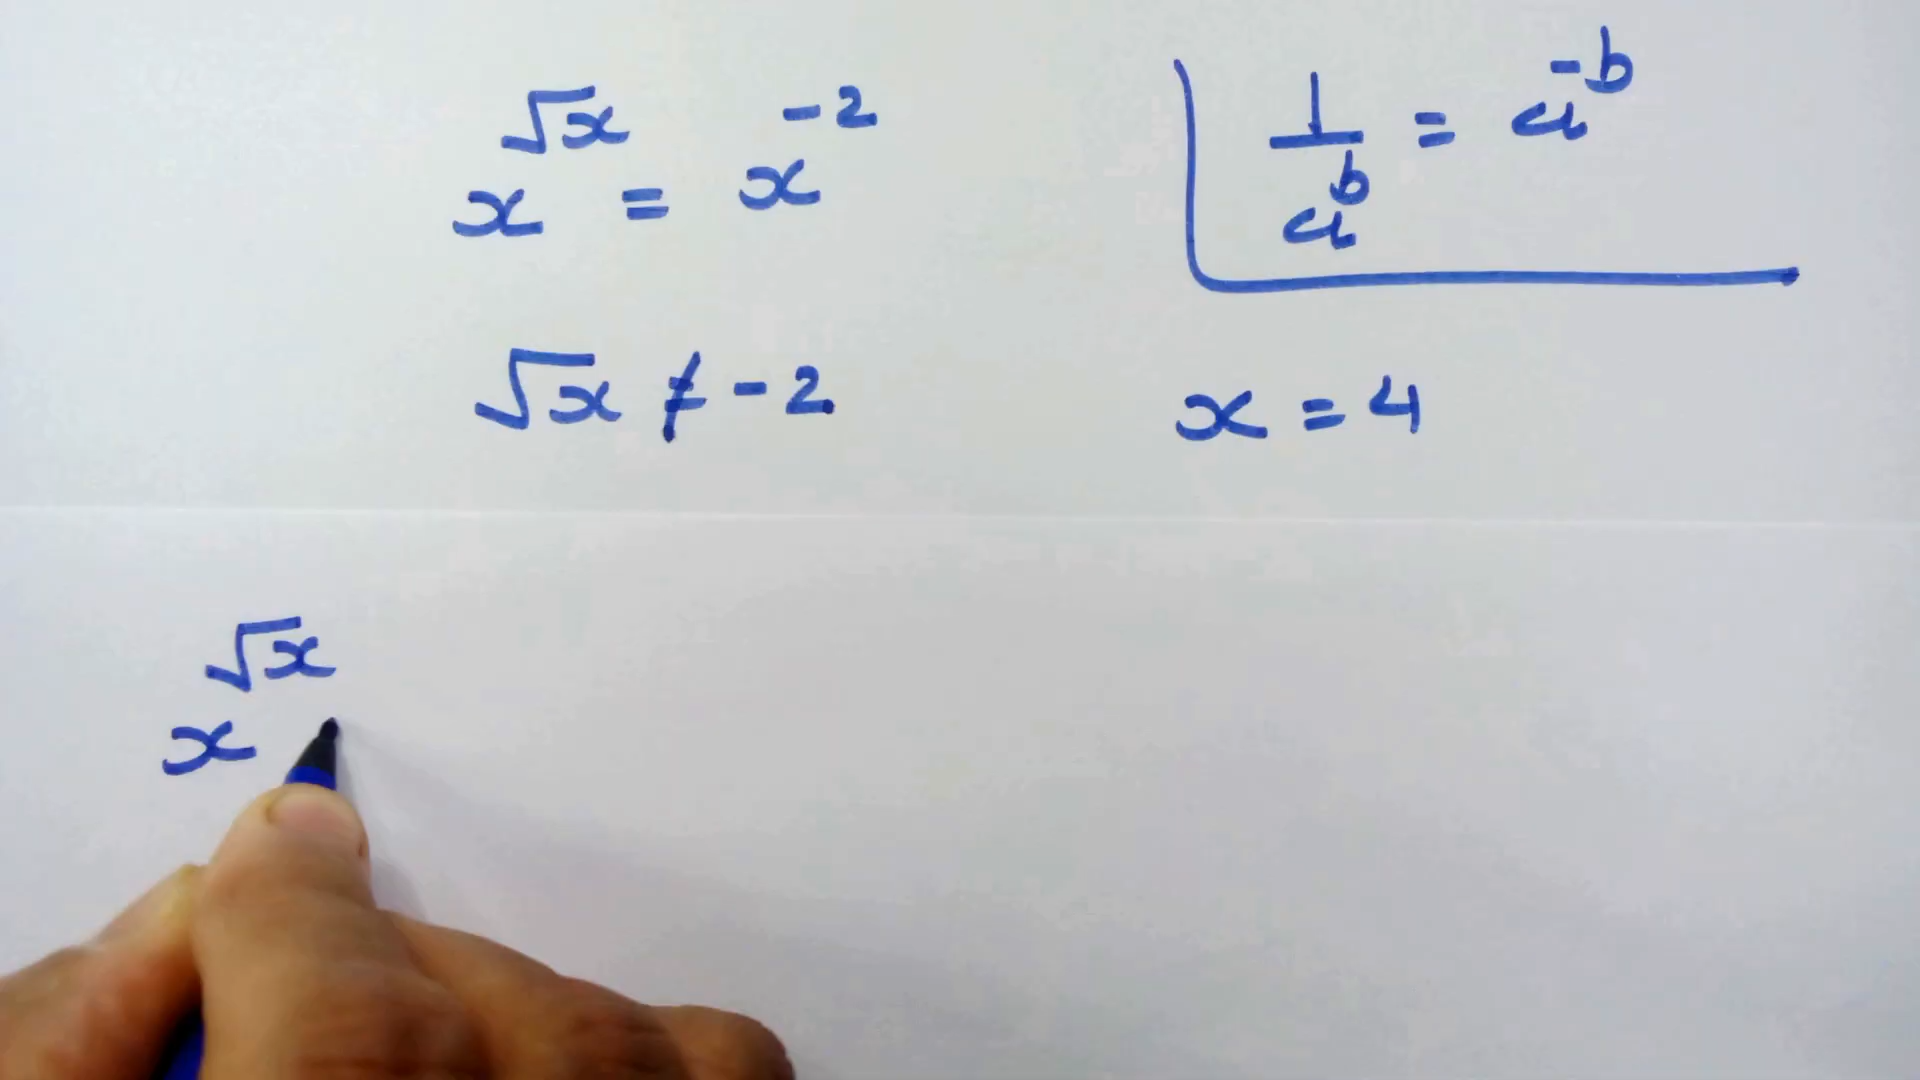 x^√x = x^-2
1/a^b = a^-b
√x ≠ -2
x = 4
x^√x